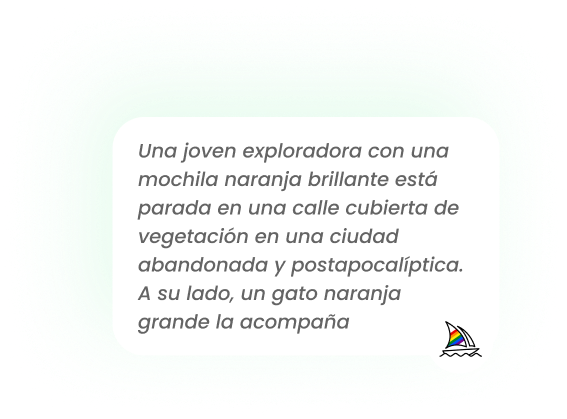 Una joven exploradora con una
mochila naranja brillante está
parada en una calle cubierta de
vegetación en una ciudad
abandonada y postapocalíptica.
A su lado, un gato naranja
grande la acompaña